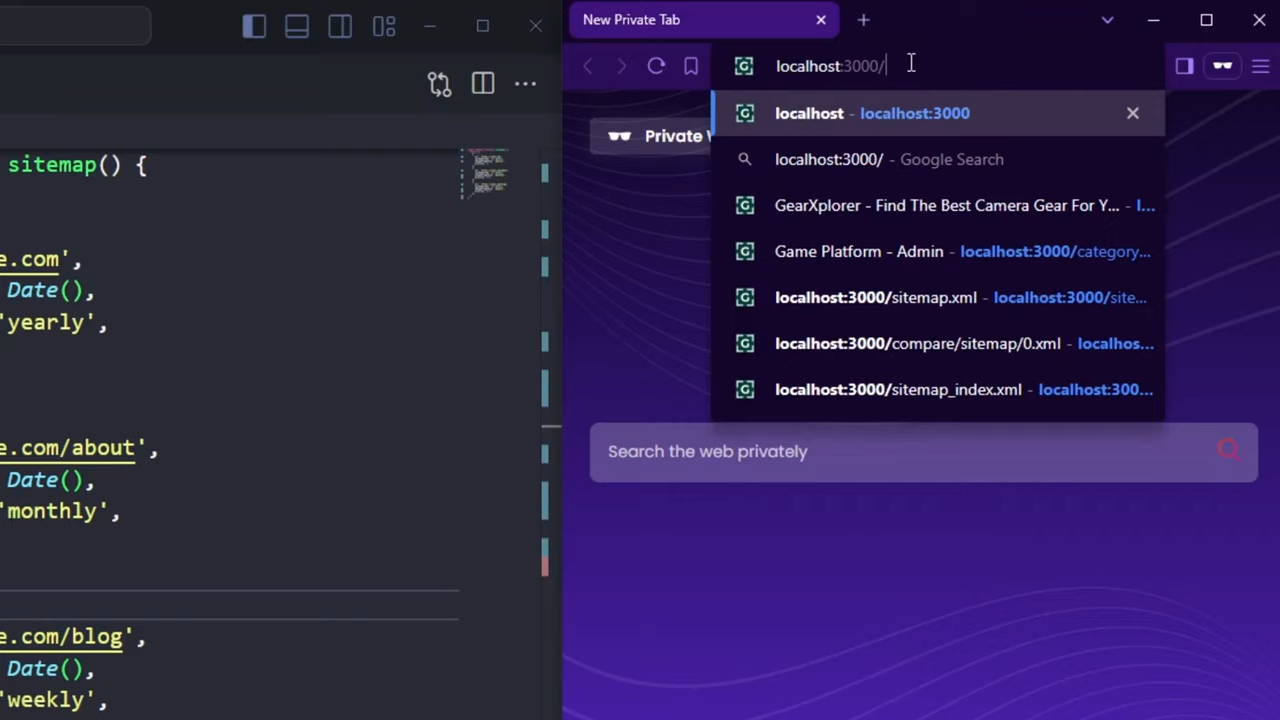 sitemap() {
e.com',
Date(),
'yearly',
e.com/about',
Date(),
'monthly',
e.com/blog',
Date(),
'weekly',
New Private Tab
localhost:3000/
localhost - localhost:3000
Private W
localhost:3000/ - Google Search
GearXplorer - Find The Best Camera Gear For Y... - l...
Game Platform - Admin - localhost:3000/category...
localhost:3000/sitemap.xml - localhost:3000/site...
localhost:3000/compare/sitemap/0.xml - localhos...
localhost:3000/sitemap_index.xml - localhost:300...
Search the web privately